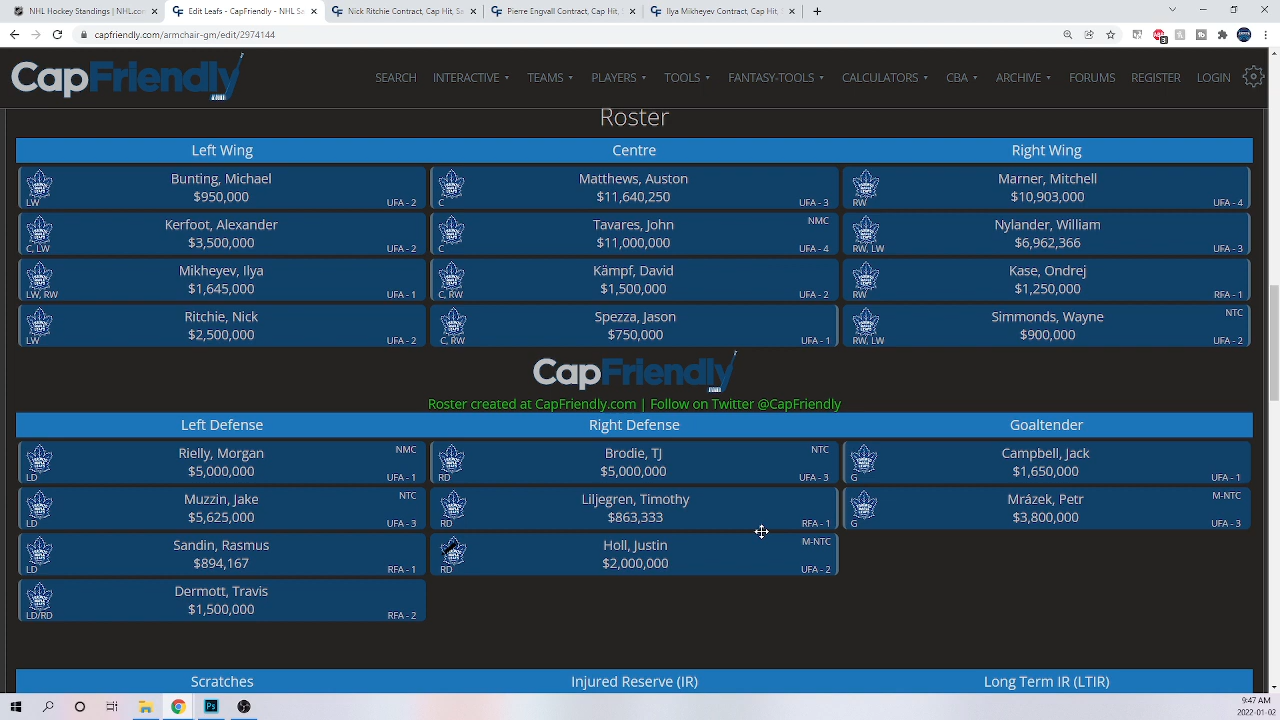 NHL Hockey Standings | NHL.co
Edit Leafs – CapFriendly - NHL Sa
Nick Ritchie Contract, Cap Hit, Sa
Pierre Engvall Contract, Cap Hit, S
Ilya Mikheyev Contract, Cap Hit,
capfriendly.com/armchair-gm/edit/2974144
CapFriendly
SEARCH INTERACTIVE TEAMS PLAYERS TOOLS FANTASY-TOOLS CALCULATORS CBA ARCHIVE FORUMS REGISTER LOGIN
Roster
Left Wing Centre Right Wing
Bunting, Michael
$950,000
LW UFA - 2
Matthews, Auston
$11,640,250
C UFA - 3
Marner, Mitchell
$10,903,000
RW UFA - 4
Kerfoot, Alexander
$3,500,000
C, LW UFA - 2
Tavares, John NMC
$11,000,000
C UFA - 4
Nylander, William
$6,962,366
RW, LW UFA - 3
Mikheyev, Ilya
$1,645,000
LW, RW UFA - 1
Kämpf, David
$1,500,000
C, RW UFA - 2
Kase, Ondrej
$1,250,000
RW RFA - 1
Ritchie, Nick
$2,500,000
LW UFA - 2
Spezza, Jason
$750,000
C, RW UFA - 1
Simmonds, Wayne NTC
$900,000
RW, LW UFA - 2
CapFriendly
Roster created at CapFriendly.com | Follow on Twitter @CapFriendly
Left Defense Right Defense Goaltender
Rielly, Morgan NMC
$5,000,000
LD UFA - 1
Brodie, TJ NTC
$5,000,000
RD UFA - 3
Campbell, Jack
$1,650,000
G UFA - 1
Muzzin, Jake NTC
$5,625,000
LD UFA - 3
Liljegren, Timothy
$863,333
RD RFA - 1
Mrázek, Petr M-NTC
$3,800,000
G UFA - 3
Sandin, Rasmus
$894,167
LD RFA - 1
Holl, Justin M-NTC
$2,000,000
RD UFA - 2
Dermott, Travis
$1,500,000
LD/RD RFA - 2
Scratches Injured Reserve (IR) Long Term IR (LTIR)
9:47 AM
2022-01-02